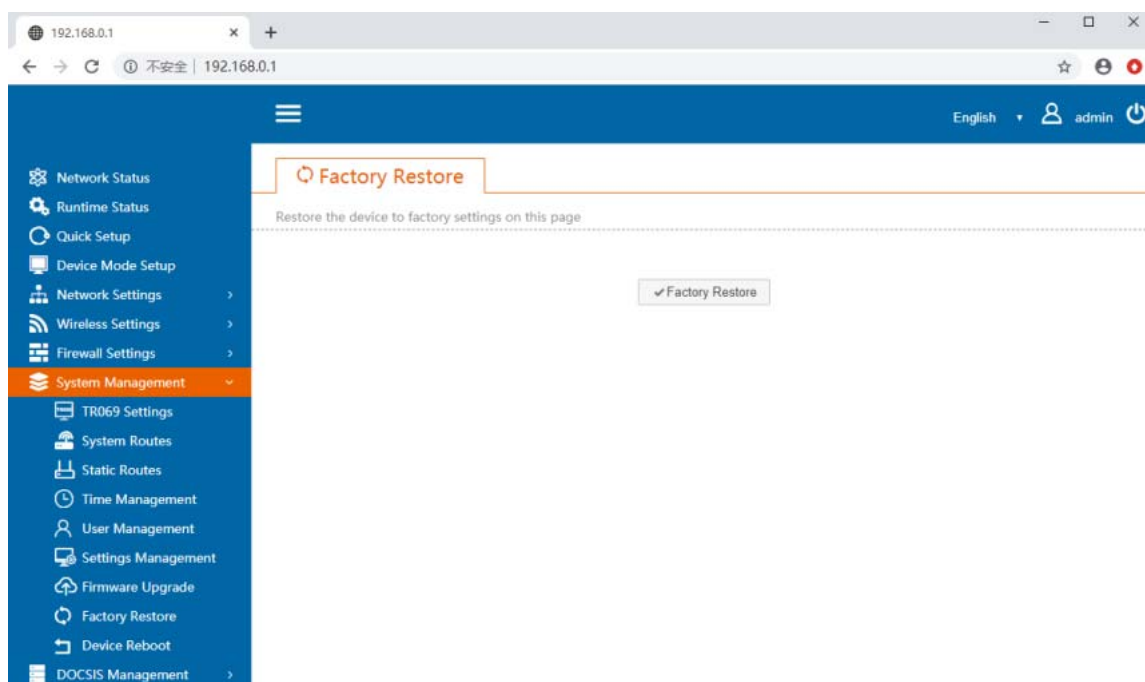 192.168.0.1
不安全 | 192.168.0.1
English admin
Network Status
Runtime Status
Quick Setup
Device Mode Setup
Network Settings
Wireless Settings
Firewall Settings
System Management
TR069 Settings
System Routes
Static Routes
Time Management
User Management
Settings Management
Firmware Upgrade
Factory Restore
Device Reboot
DOCSIS Management
Factory Restore
Restore the device to factory settings on this page
Factory Restore